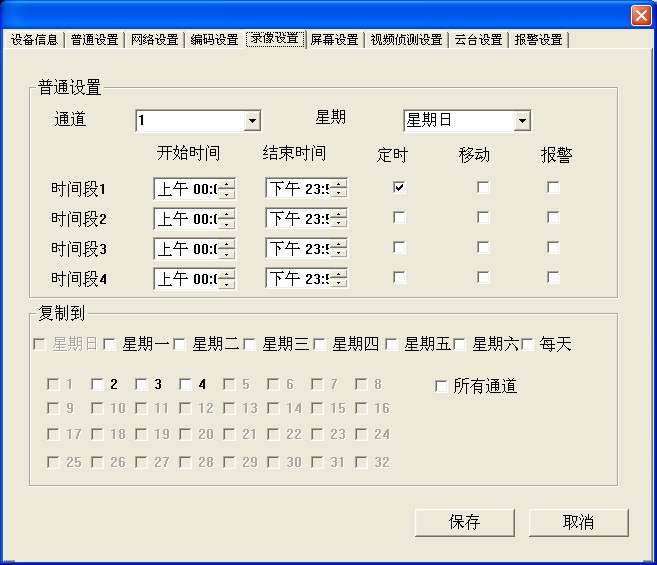 设备信息 普通设置 网络设置 编码设置 录像设置 屏幕设置 视频侦测设置 云台设置 报警设置
普通设置
通道 1 星期 星期日
开始时间 结束时间 定时 移动 报警
时间段1 上午 00:0 下午 23:5
时间段2 上午 00:0 下午 23:5
时间段3 上午 00:0 下午 23:5
时间段4 上午 00:0 下午 23:5
复制到
星期日 星期一 星期二 星期三 星期四 星期五 星期六 每天
1 2 3 4 5 6 7 8 所有通道
9 10 11 12 13 14 15 16
17 18 19 20 21 22 23 24
25 26 27 28 29 30 31 32
保存 取消